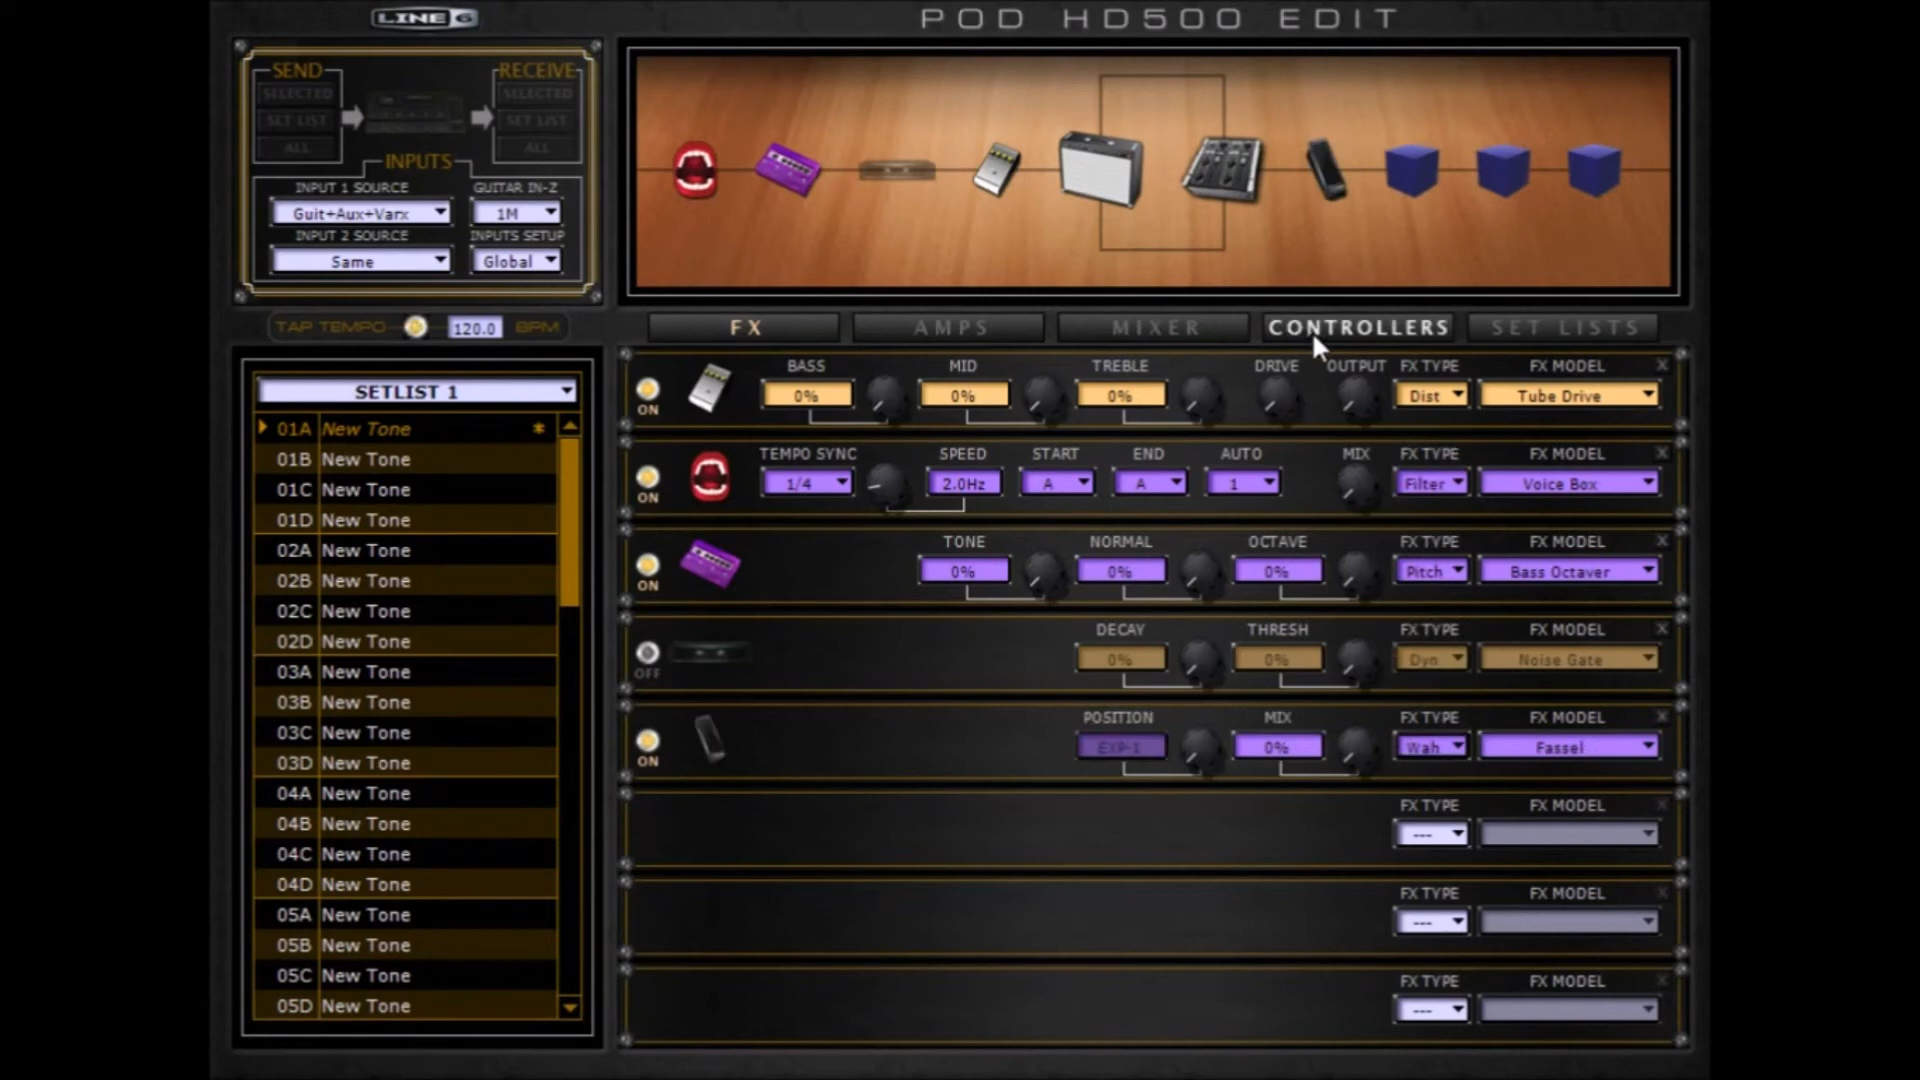 LINE 6
POD HD500 EDIT
SEND
RECEIVE
SELECTED
SELECTED
SET LIST
SET LIST
ALL
ALL
INPUTS
INPUT 1 SOURCE
GUITAR IN-Z
Guit+Aux+Varx
1M
INPUT 2 SOURCE
INPUTS SETUP
Same
Global
TAP TEMPO
120.0
BPM
FX
AMPS
MIXER
CONTROLLERS
SET LISTS
SETLIST 1
01A New Tone *
01B New Tone
01C New Tone
01D New Tone
02A New Tone
02B New Tone
02C New Tone
02D New Tone
03A New Tone
03B New Tone
03C New Tone
03D New Tone
04A New Tone
04B New Tone
04C New Tone
04D New Tone
05A New Tone
05B New Tone
05C New Tone
05D New Tone
BASS MID TREBLE DRIVE OUTPUT FX TYPE FX MODEL X
ON 0% 0% 0% Dist Tube Drive
TEMPO SYNC SPEED START END AUTO MIX FX TYPE FX MODEL X
ON 1/4 2.0Hz A A 1 Filter Voice Box
TONE NORMAL OCTAVE FX TYPE FX MODEL X
ON 0% 0% 0% Pitch Bass Octaver
DECAY THRESH FX TYPE FX MODEL X
OFF 0% 0% Dyn Noise Gate
POSITION MIX FX TYPE FX MODEL X
ON EXP-1 0% Wah Fassel
FX TYPE FX MODEL X
---
FX TYPE FX MODEL X
---
FX TYPE FX MODEL X
---